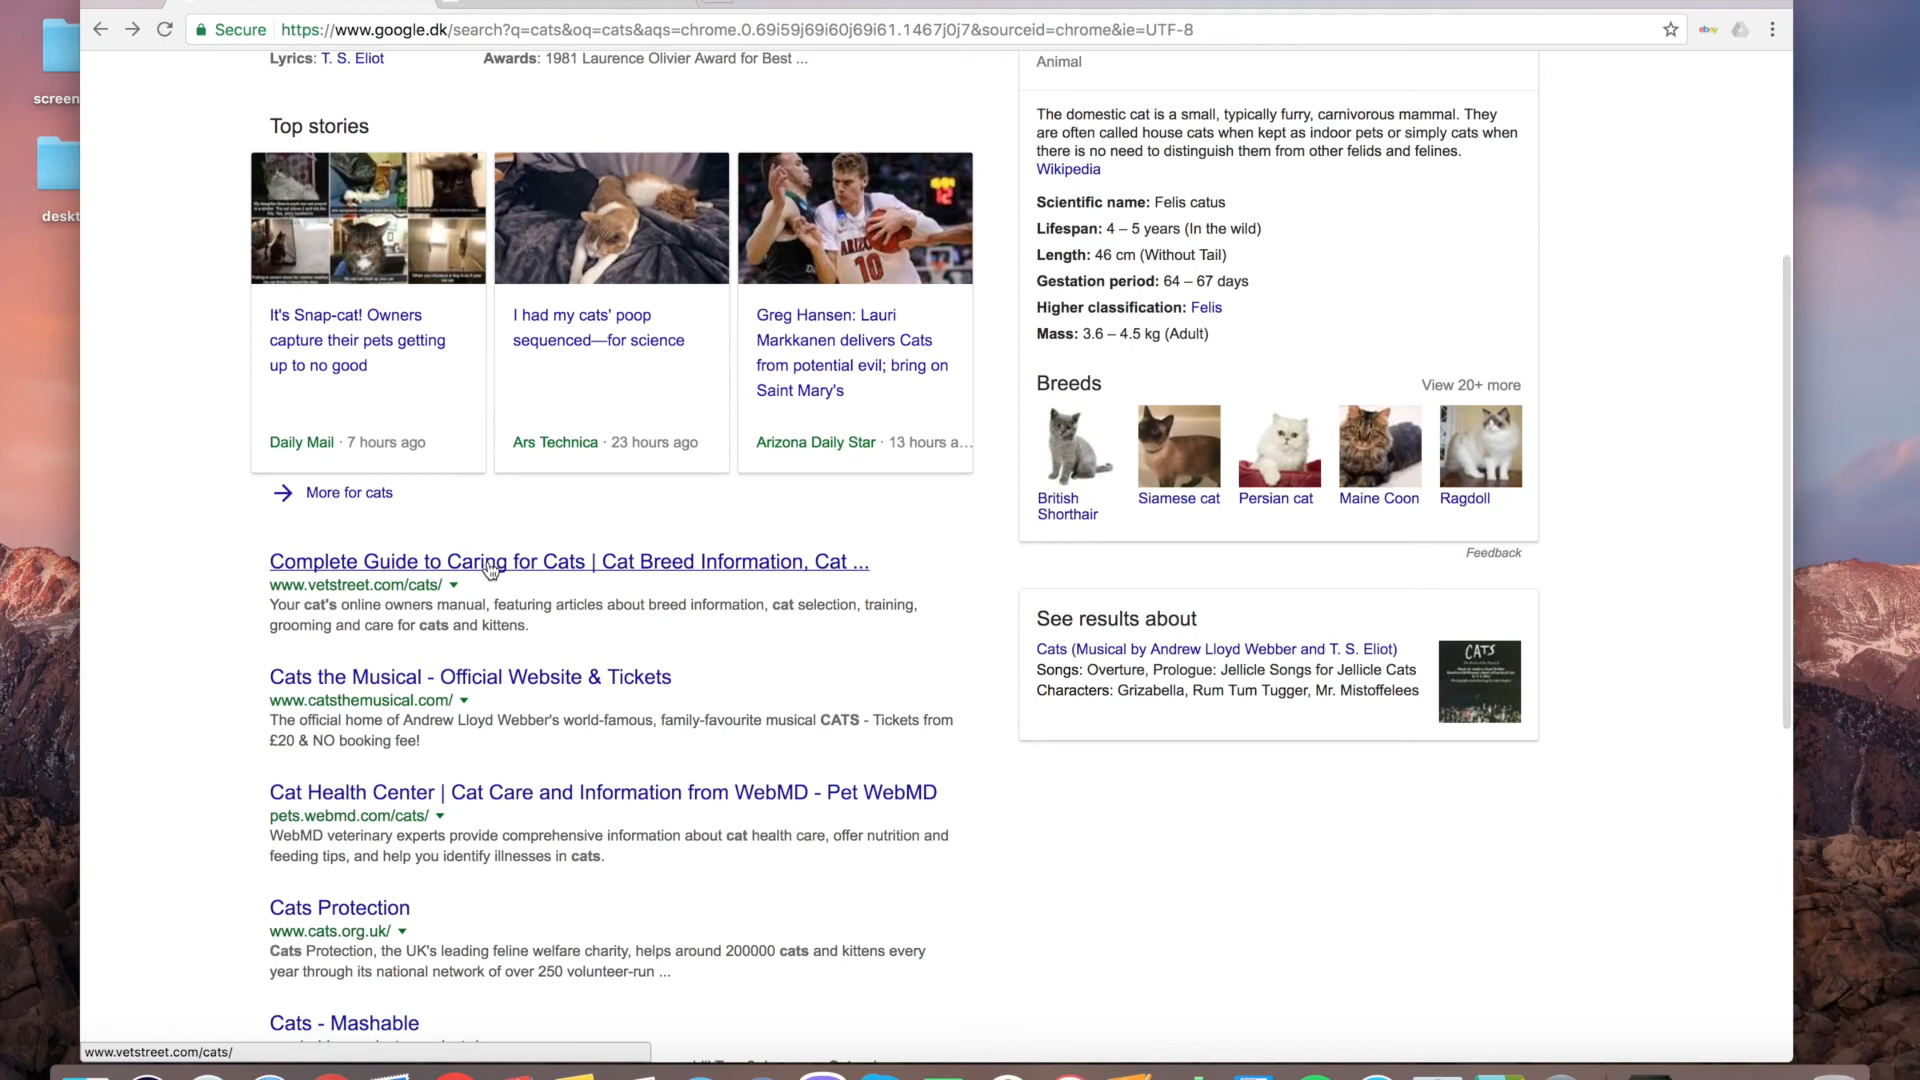 Secure https://www.google.dk/search?q=cats&oq=cats&aqs=chrome.0.69i59j69i60j69i61.1467j0j7&sourceid=chrome&ie=UTF-8
ebay
screen
deskt
Lyrics: T. S. Eliot Awards: 1981 Laurence Olivier Award for Best ...
Top stories
It's Snap-cat! Owners
capture their pets getting
up to no good
Daily Mail · 7 hours ago
I had my cats' poop
sequenced—for science
Ars Technica · 23 hours ago
ARIZO
10
12
Greg Hansen: Lauri
Markkanen delivers Cats
from potential evil; bring on
Saint Mary's
Arizona Daily Star · 13 hours a...
More for cats
Complete Guide to Caring for Cats | Cat Breed Information, Cat ...
www.vetstreet.com/cats/
Your cat's online owners manual, featuring articles about breed information, cat selection, training,
grooming and care for cats and kittens.
Cats the Musical - Official Website & Tickets
www.catsthemusical.com/
The official home of Andrew Lloyd Webber's world-famous, family-favourite musical CATS - Tickets from
£20 & NO booking fee!
Cat Health Center | Cat Care and Information from WebMD - Pet WebMD
pets.webmd.com/cats/
WebMD veterinary experts provide comprehensive information about cat health care, offer nutrition and
feeding tips, and help you identify illnesses in cats.
Cats Protection
www.cats.org.uk/
Cats Protection, the UK's leading feline welfare charity, helps around 200000 cats and kittens every
year through its national network of over 250 volunteer-run ...
Cats - Mashable
www.vetstreet.com/cats/
Animal
The domestic cat is a small, typically furry, carnivorous mammal. They
are often called house cats when kept as indoor pets or simply cats when
there is no need to distinguish them from other felids and felines.
Wikipedia
Scientific name: Felis catus
Lifespan: 4 – 5 years (In the wild)
Length: 46 cm (Without Tail)
Gestation period: 64 – 67 days
Higher classification: Felis
Mass: 3.6 – 4.5 kg (Adult)
Breeds View 20+ more
British
Shorthair
Siamese cat
Persian cat
Maine Coon
Ragdoll
Feedback
See results about
Cats (Musical by Andrew Lloyd Webber and T. S. Eliot)
Songs: Overture, Prologue: Jellicle Songs for Jellicle Cats
Characters: Grizabella, Rum Tum Tugger, Mr. Mistoffelees
CATS